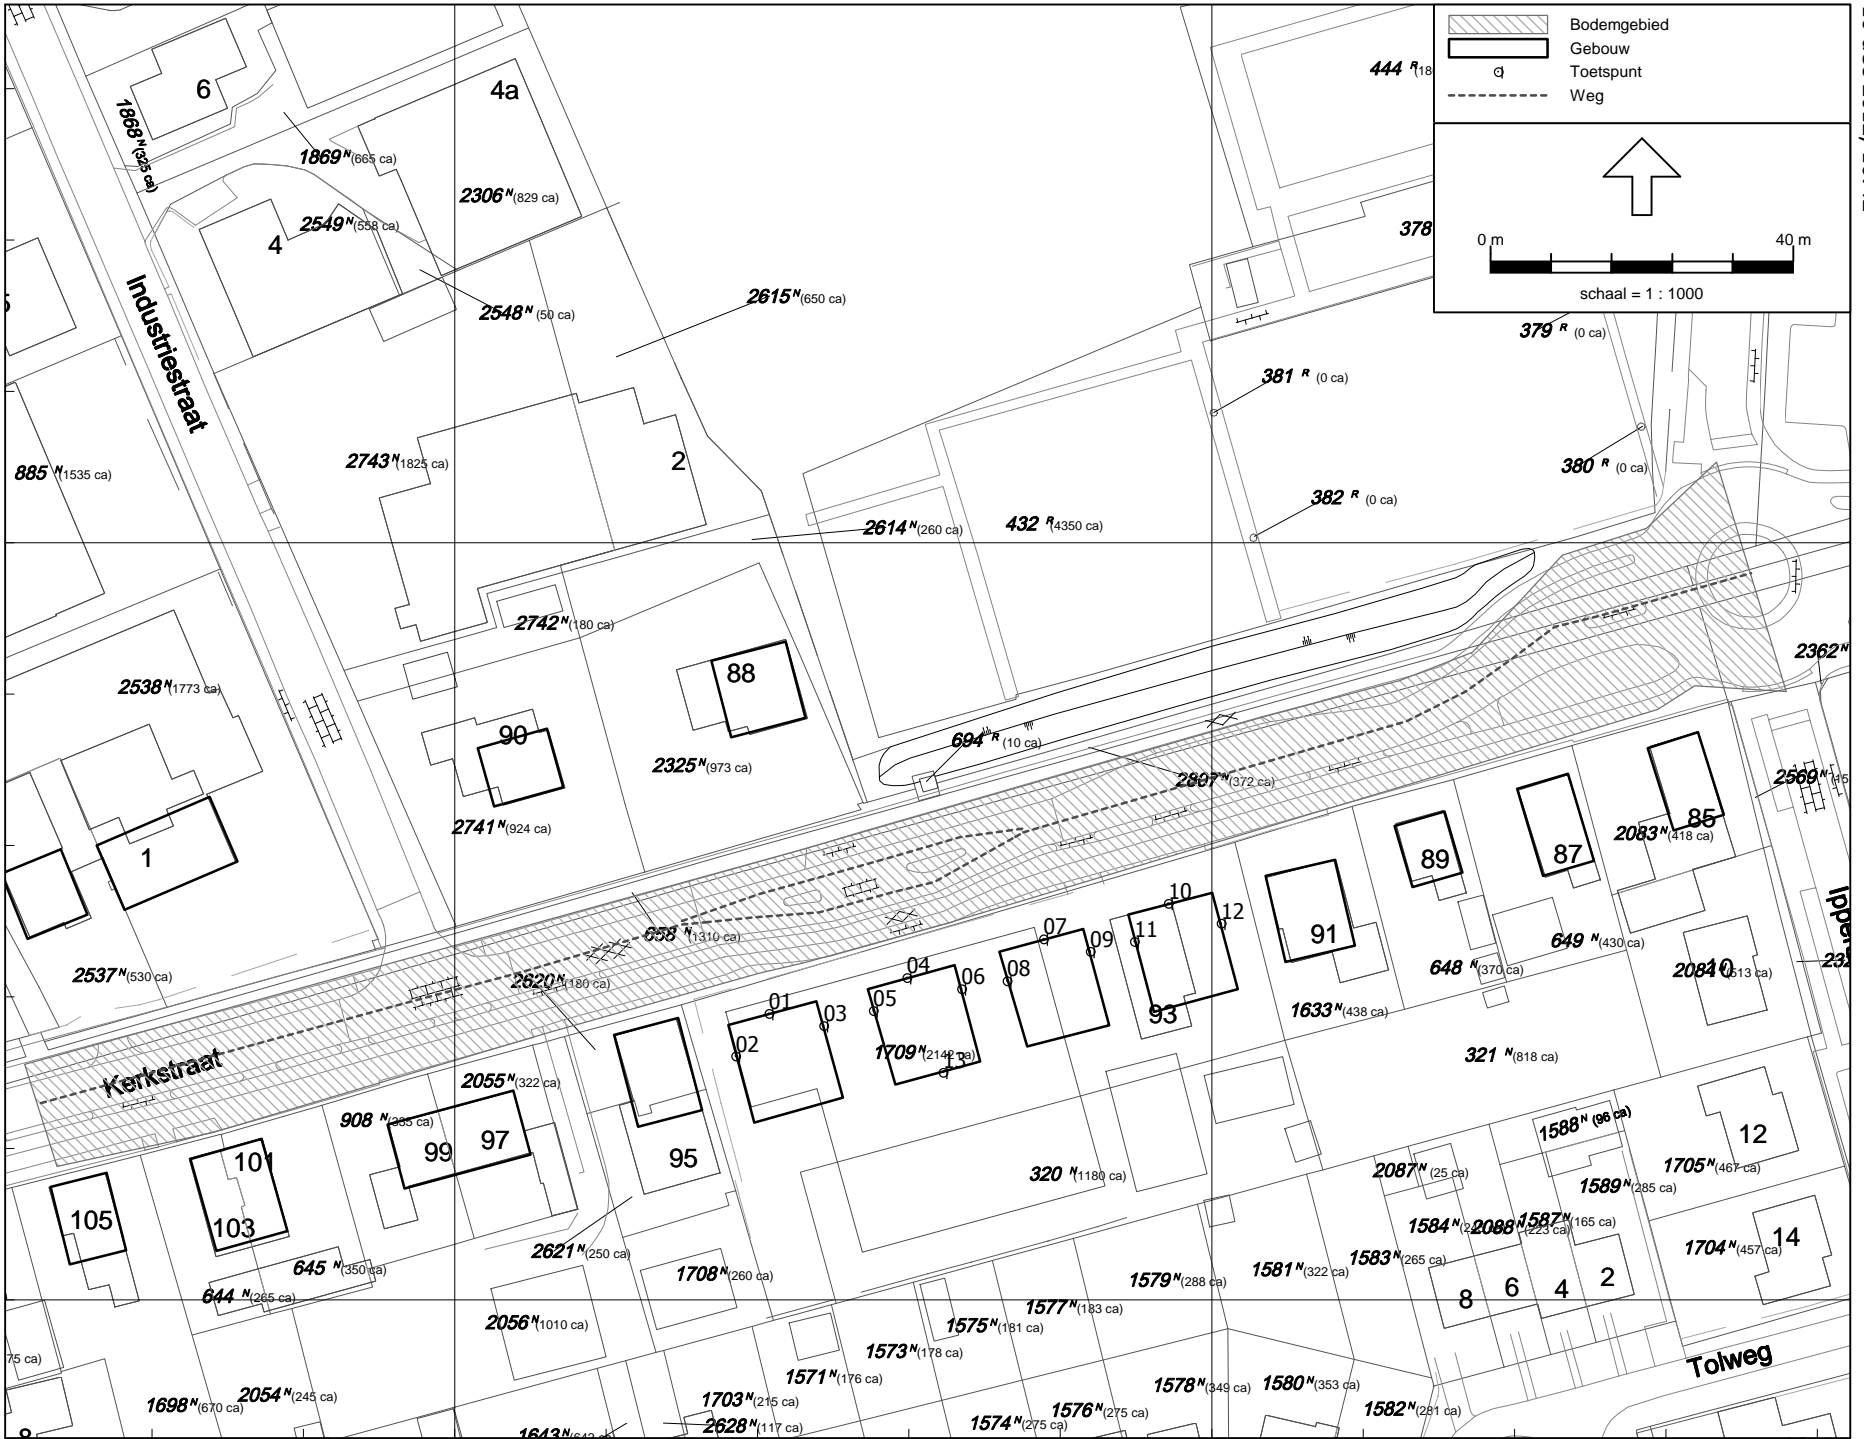 Bodemgebied
Gebouw
Toetspunt
Weg
0 m 40 m
schaal = 1 : 1000
6
4a
1868 N (325 ca)
1869 N (665 ca)
2306 N (829 ca)
2549 N (558 ca)
4
444 R
378
Industriestraat
2548 N (50 ca)
2615 N (650 ca)
379 R (0 ca)
381 R (0 ca)
885 N (1535 ca)
2743 N (1825 ca)
2
380 R (0 ca)
382 R (0 ca)
2614 N (260 ca)
432 R (4350 ca)
2742 N (180 ca)
2362 N
2538 N (1773 ca)
88
90
694 R (10 ca)
2325 N (973 ca)
2807 N (372 ca)
2569 N
2741 N (924 ca)
85
2083 N (418 ca)
1
89
87
10
07
12
11
09
91
658 N (1310 ca)
649 N (430 ca)
2537 N (530 ca)
2620 N (180 ca)
04
06
08
648 N (370 ca)
2084 N (513 ca)
10
01
05
03
93
1633 N (438 ca)
02
1709 N (2142 ca)
13
321 N (818 ca)
Kerkstraat
2055 N (322 ca)
908 N (335 ca)
97
99
95
1588 N (96 ca)
12
101
103
105
320 N (1180 ca)
2087 N (25 ca)
1705 N (467 ca)
1589 N (285 ca)
1584 N
2088 N (223 ca)
1587 N (165 ca)
14
1704 N (457 ca)
2621 N (250 ca)
645 N (350 ca)
1708 N (260 ca)
1583 N (265 ca)
1581 N (322 ca)
1579 N (288 ca)
644 N (265 ca)
8
6
4
2
1577 N (183 ca)
1575 N (181 ca)
2056 N (1010 ca)
1573 N (178 ca)
75 ca)
Tolweg
1571 N (176 ca)
1578 N (349 ca)
1580 N (353 ca)
2054 N (245 ca)
1698 N (670 ca)
1703 N (215 ca)
1576 N (275 ca)
1582 N (281 ca)
1574 N (275 ca)
2628 N (117 ca)
1643 N
8